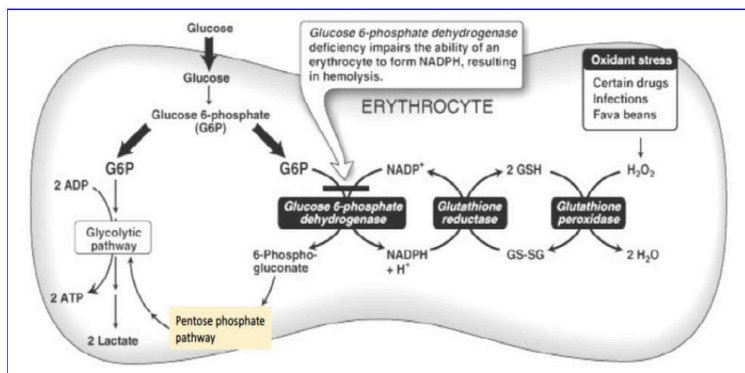 Glucose
Glucose
Glucose 6-phosphate
(G6P)
Glucose 6-phosphate dehydrogenase
deficiency impairs the ability of an
erythrocyte to form NADPH, resulting
in hemolysis.
ERYTHROCYTE
Oxidant stress
Certain drugs
Infections
Fava beans
G6P
2 ADP
Glycolytic
pathway
2 ATP
2 Lactate
G6P
NADP⁺
2 GSH
H₂O₂
Glucose 6-phosphate
dehydrogenase
Glutathione
reductase
Glutathione
peroxidase
6-Phospho-
gluconate
NADPH
+ H⁺
GS-SG
2 H₂O
Pentose phosphate
pathway